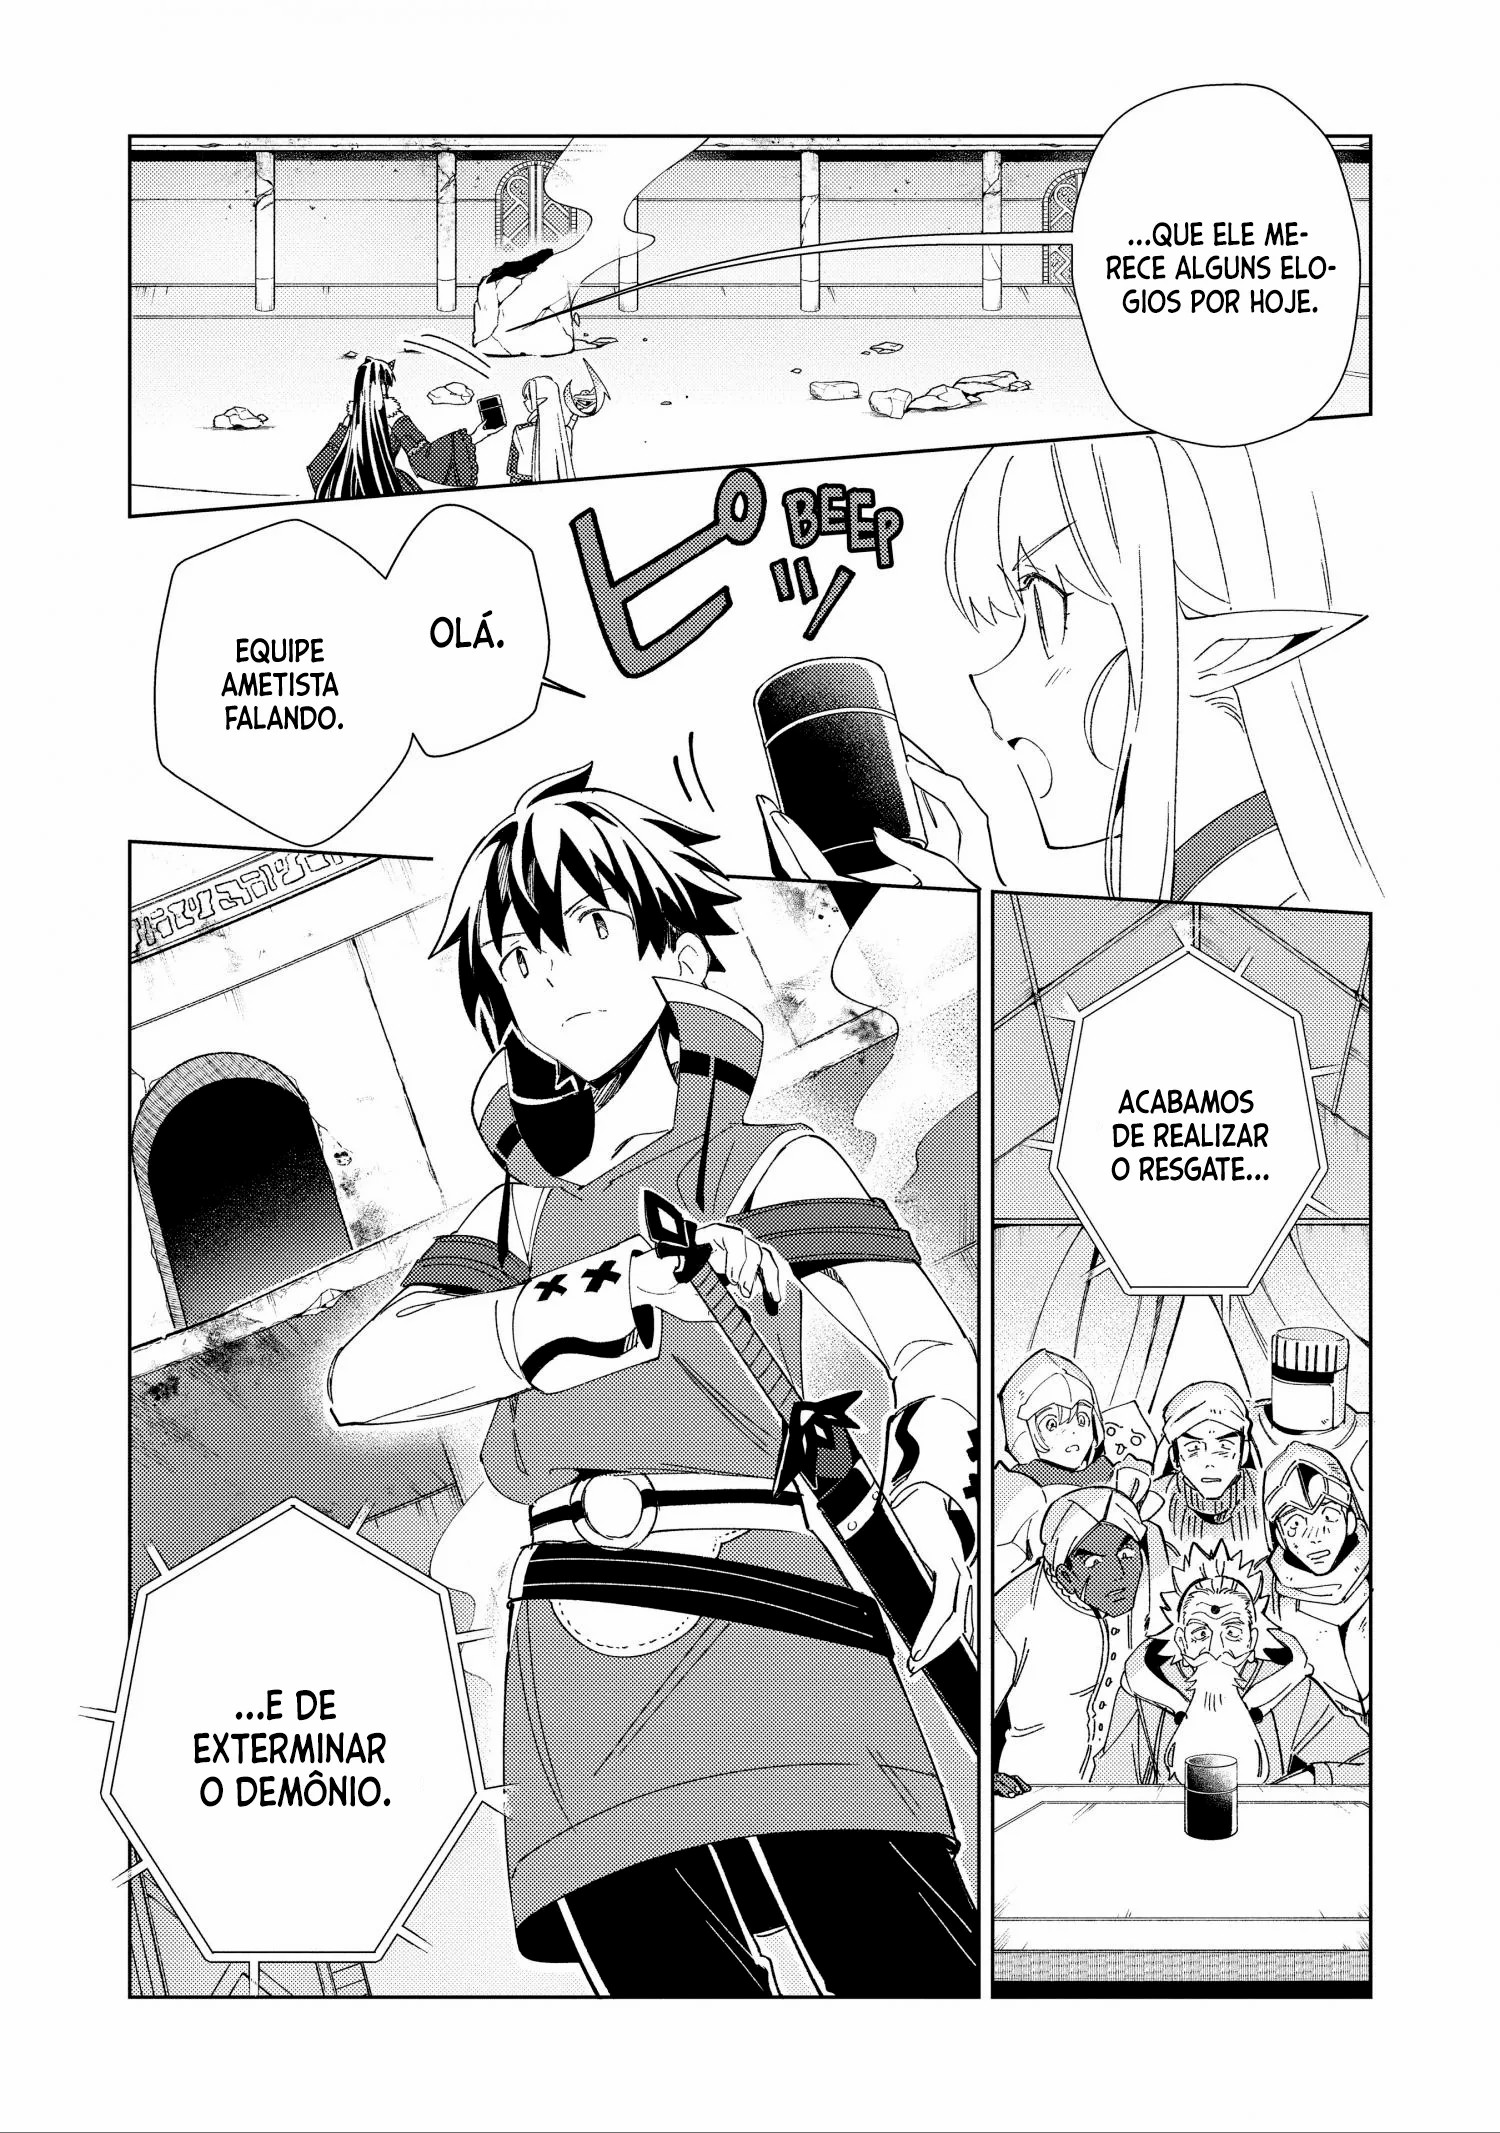 ...QUE ELE ME-
RECE ALGUNS ELO-
GIOS POR HOJE.
ピッ
BEEP
OLÁ.
EQUIPE
AMETISTA
FALANDO.
ACABAMOS
DE REALIZAR
O RESGATE...
...E DE
EXTERMINAR
O DEMÔNIO.